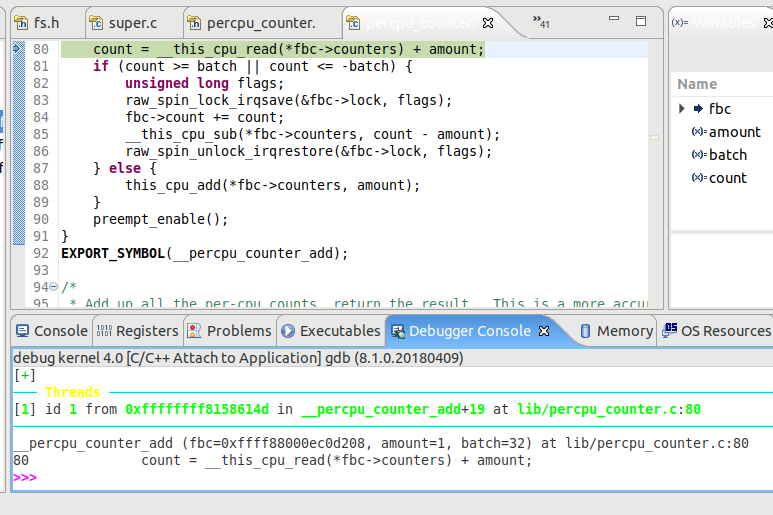 fs.h super.c percpu_counter. percpu_counter. »41 (x)= Variables
80 count = __this_cpu_read(*fbc->counters) + amount;
81 if (count >= batch || count <= -batch) {
82 unsigned long flags;
83 raw_spin_lock_irqsave(&fbc->lock, flags);
84 fbc->count += count;
85 __this_cpu_sub(*fbc->counters, count - amount);
86 raw_spin_unlock_irqrestore(&fbc->lock, flags);
87 } else {
88 this_cpu_add(*fbc->counters, amount);
89 }
90 preempt_enable();
91 }
92 EXPORT_SYMBOL(__percpu_counter_add);
93
94 /*
95 * Add up all the per-cpu counts, return the result. This is a more accu
Name
fbc
(x)= amount
(x)= batch
(x)= count
Console Registers Problems Executables Debugger Console Memory OS Resources
debug kernel 4.0 [C/C++ Attach to Application] gdb (8.1.0.20180409)
[+]
Threads
[1] id 1 from 0xffffffff8158614d in __percpu_counter_add+19 at lib/percpu_counter.c:80
__percpu_counter_add (fbc=0xffff88000ec0d208, amount=1, batch=32) at lib/percpu_counter.c:80
80 count = __this_cpu_read(*fbc->counters) + amount;
>>>